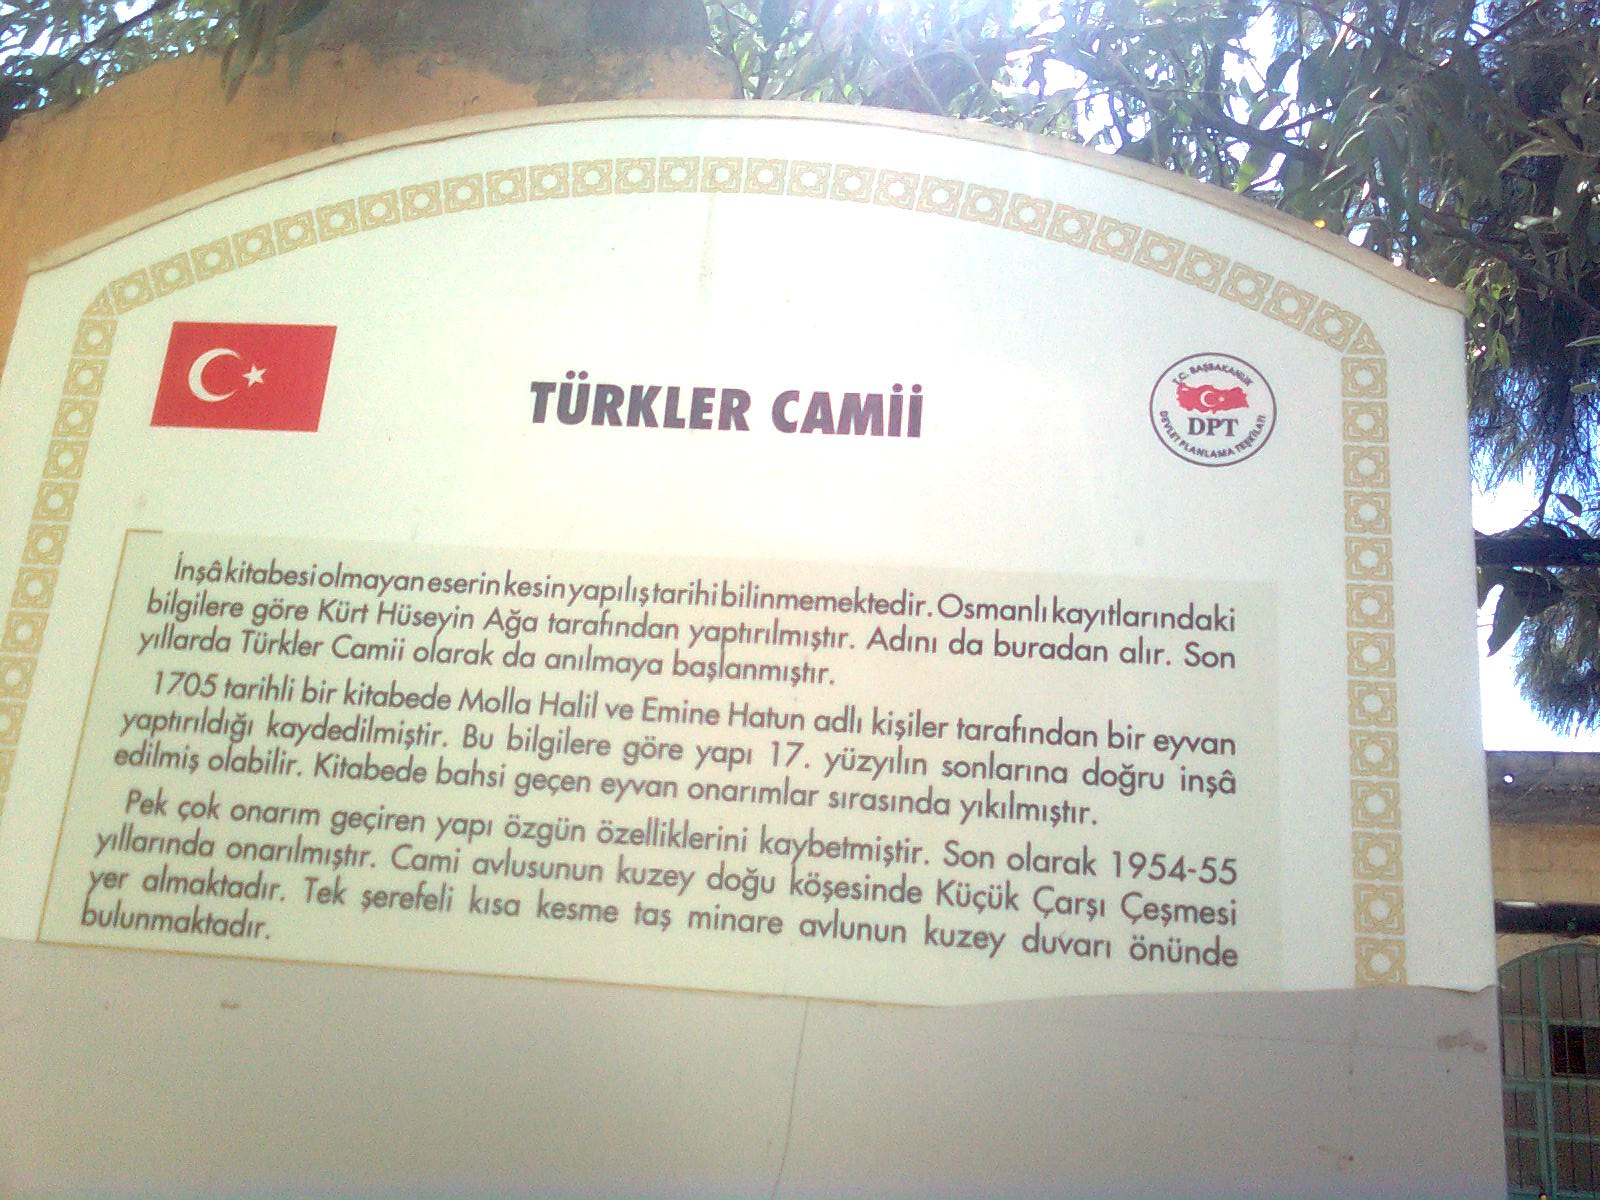 TÜRKLER CAMİİ
T.C. BAŞBAKANLIK
DPT
DEVLET PLANLAMA TEŞKİLATI
İnşâ kitabesi olmayan eserin kesin yapılış tarihi bilinmemektedir. Osmanlı kayıtlarındaki
bilgilere göre Kürt Hüseyin Ağa tarafından yaptırılmıştır. Adını da buradan alır. Son
yıllarda Türkler Camii olarak da anılmaya başlanmıştır.
1705 tarihli bir kitabede Molla Halil ve Emine Hatun adlı kişiler tarafından bir eyvan
yaptırıldığı kaydedilmiştir. Bu bilgilere göre yapı 17. yüzyılın sonlarına doğru inşâ
edilmiş olabilir. Kitabede bahsi geçen eyvan onarımlar sırasında yıkılmıştır.
Pek çok onarım geçiren yapı özgün özelliklerini kaybetmiştir. Son olarak 1954-55
yıllarında onarılmıştır. Cami avlusunun kuzey doğu köşesinde Küçük Çarşı Çeşmesi
yer almaktadır. Tek şerefeli kısa kesme taş minare avlunun kuzey duvarı önünde
bulunmaktadır.